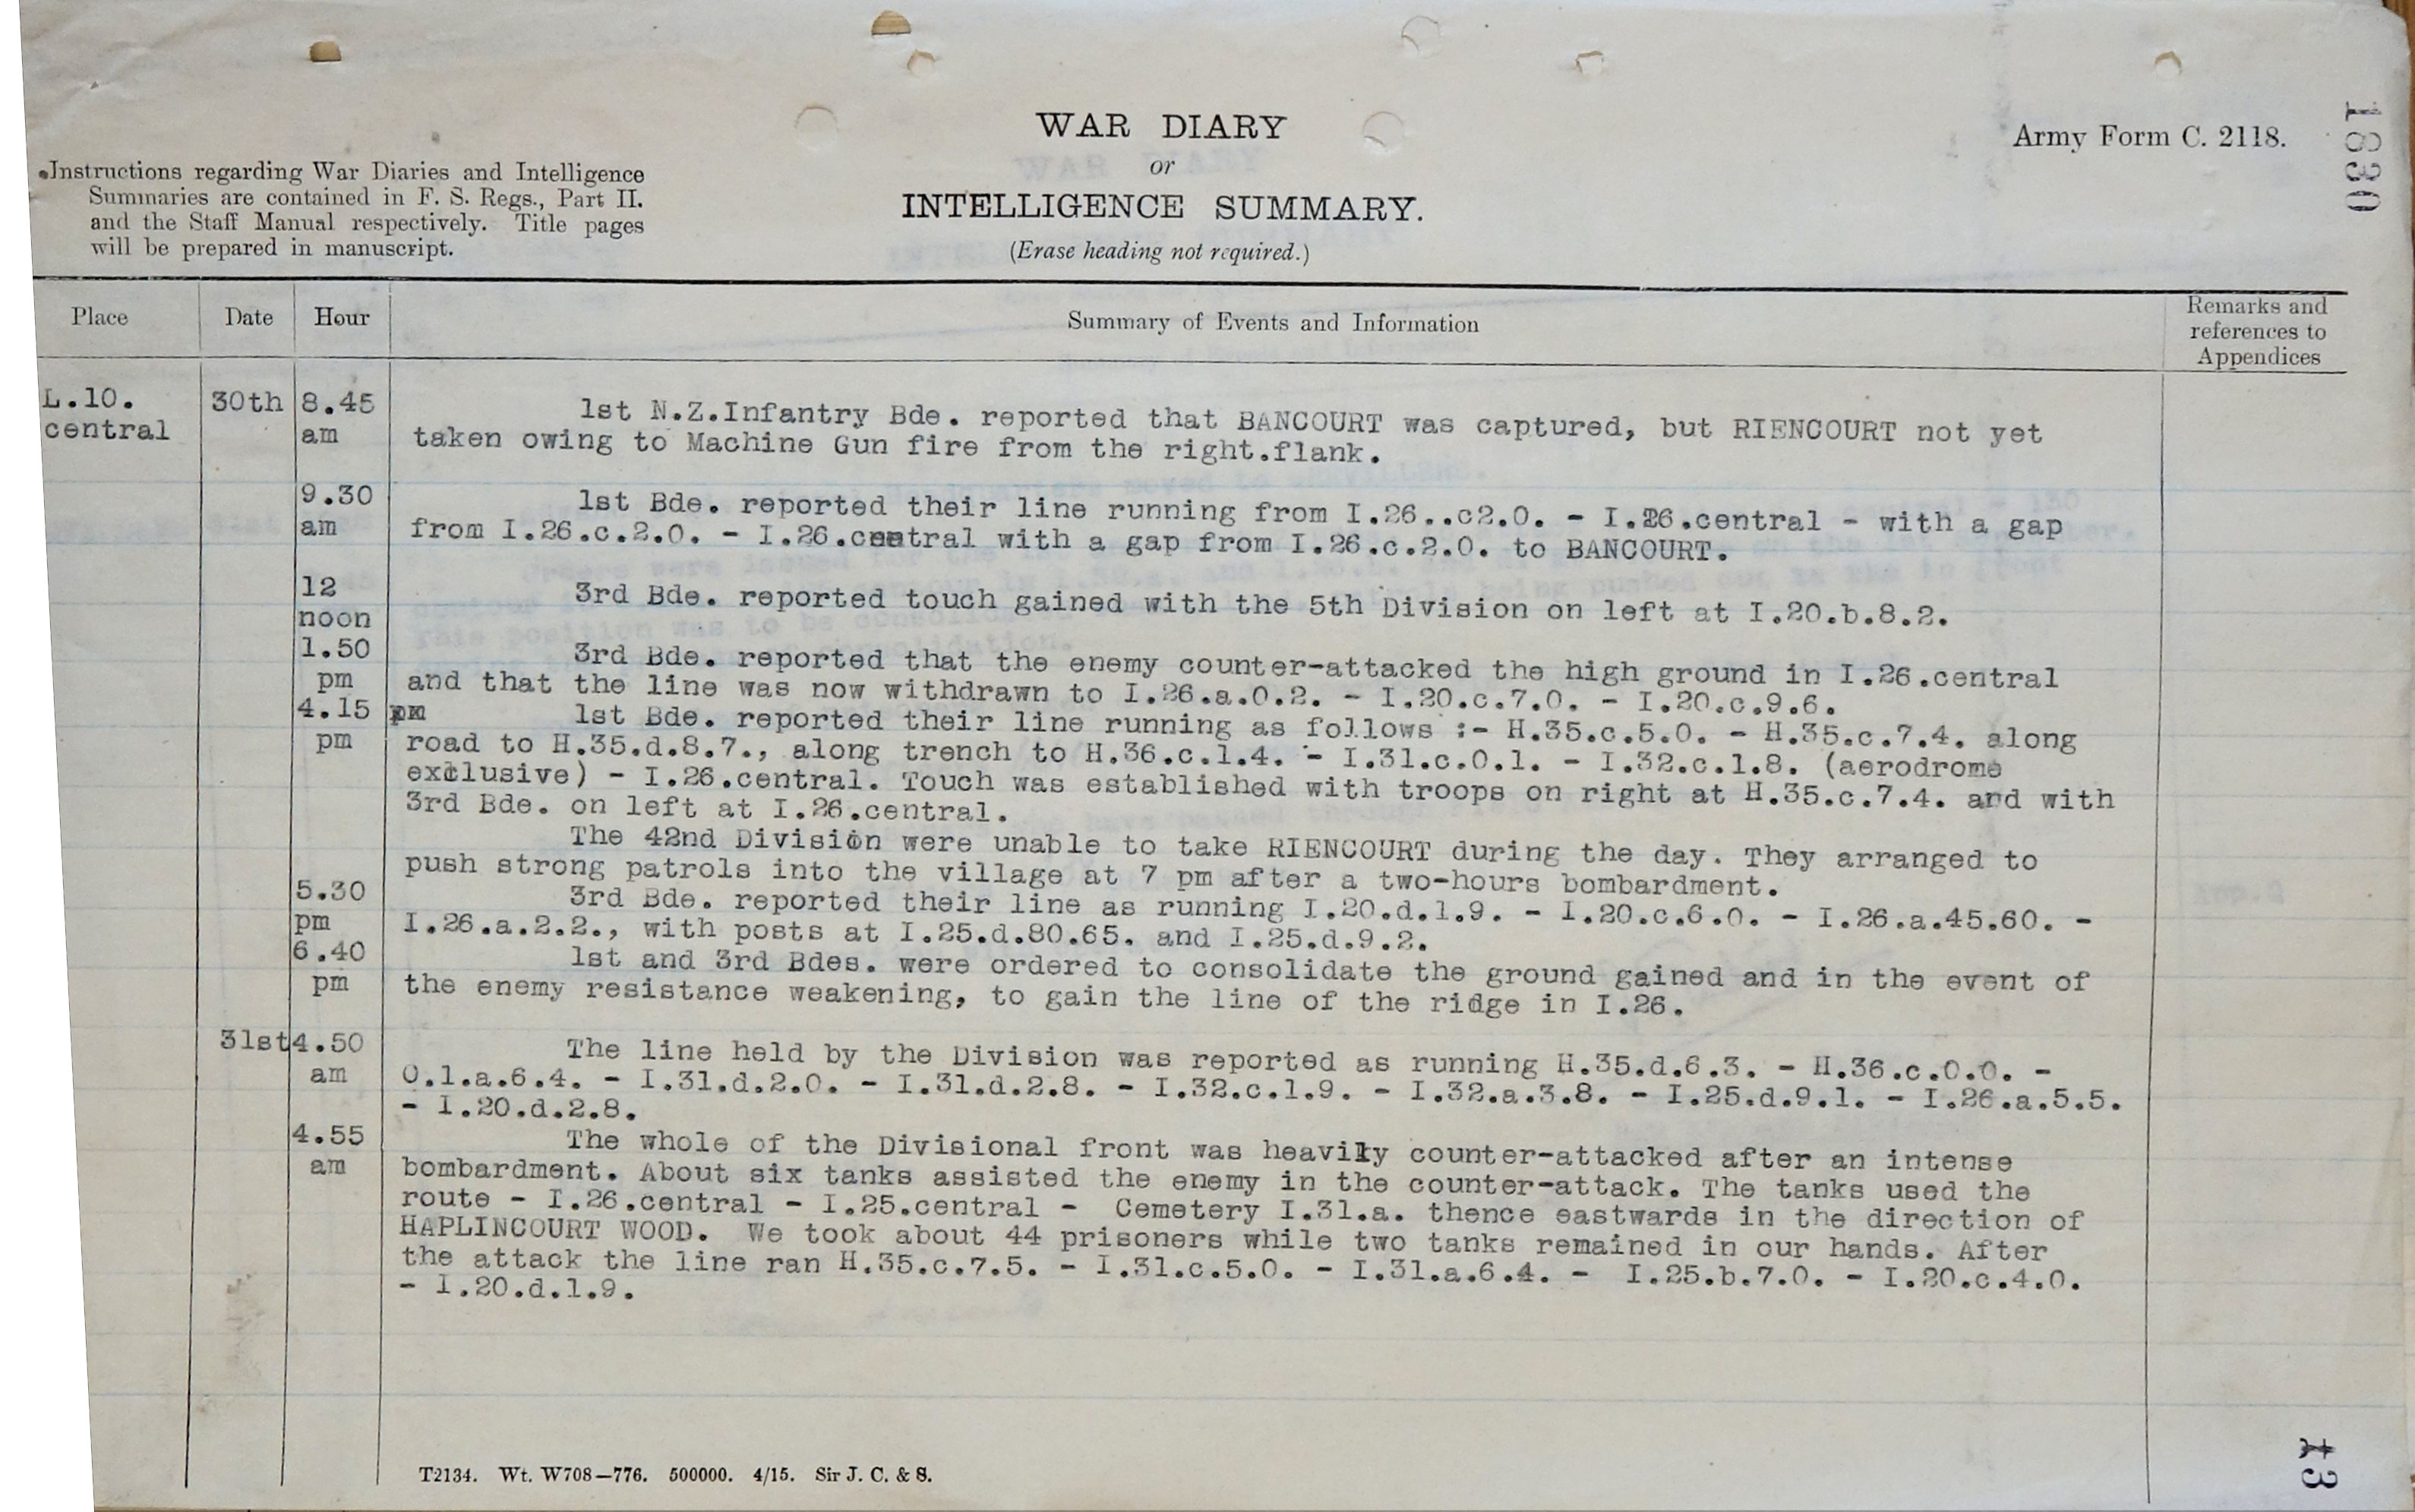 WAR DIARY
or
INTELLIGENCE SUMMARY.
(Erase heading not required.)
Army Form C. 2118.
1830
Instructions regarding War Diaries and Intelligence
Summaries are contained in F. S. Regs., Part II.
and the Staff Manual respectively. Title pages
will be prepared in manuscript.
Place
Date
Hour
Summary of Events and Information
Remarks and
references to
Appendices
L.10.
central
30th
8.45
am
1st N.Z.Infantry Bde. reported that BANCOURT was captured, but RIENCOURT not yet
taken owing to Machine Gun fire from the right.flank.
9.30
am
1st Bde. reported their line running from I.26..c2.0. - I.26.central - with a gap
from I.26.c.2.0. - I.26.central with a gap from I.26.c.2.0. to BANCOURT.
12
noon
3rd Bde. reported touch gained with the 5th Division on left at I.20.b.8.2.
1.50
pm
3rd Bde. reported that the enemy counter-attacked the high ground in I.26.central
and that the line was now withdrawn to I.26.a.0.2. - I.20.c.7.0. - I.20.c.9.6.
4.15 pm
pm
1st Bde. reported their line running as follows :- H.35.c.5.0. - H.35.c.7.4. along
road to H.35.d.8.7., along trench to H.36.c.1.4. - I.31.c.0.1. - I.32.c.1.8. (aerodrome
exclusive) - I.26.central. Touch was established with troops on right at H.35.c.7.4. and with
3rd Bde. on left at I.26.central.
The 42nd Division were unable to take RIENCOURT during the day. They arranged to
push strong patrols into the village at 7 pm after a two-hours bombardment.
5.30
pm
3rd Bde. reported their line as running I.20.d.1.9. - I.20.c.6.0. - I.26.a.45.60. -
I.26.a.2.2., with posts at I.25.d.80.65. and I.25.d.9.2.
6.40
pm
1st and 3rd Bdes. were ordered to consolidate the ground gained and in the event of
the enemy resistance weakening, to gain the line of the ridge in I.26.
31st
4.50
am
The line held by the Division was reported as running H.35.d.6.3. - H.36.c.0.0. -
O.1.a.6.4. - I.31.d.2.0. - I.31.d.2.8. - I.32.c.1.9. - I.32.a.3.8. - I.25.d.9.1. - I.26.a.5.5.
- I.20.d.2.8.
4.55
am
The whole of the Divisional front was heavily counter-attacked after an intense
bombardment. About six tanks assisted the enemy in the counter-attack. The tanks used the
route - I.26.central - I.25.central - Cemetery I.31.a. thence eastwards in the direction of
HAPLINCOURT WOOD. We took about 44 prisoners while two tanks remained in our hands. After
the attack the line ran H.35.c.7.5. - I.31.c.5.0. - I.31.a.6.4. - I.25.b.7.0. - I.20.c.4.0.
- I.20.d.1.9.
T2134. Wt. W708—776. 500000. 4/15. Sir J. C. & S.